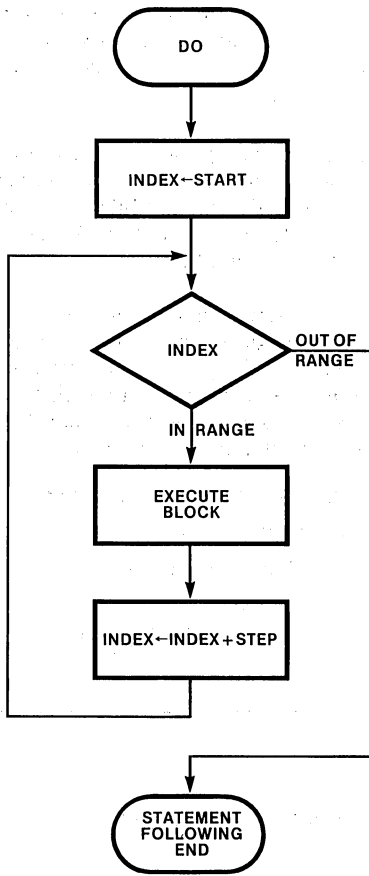 DO
INDEX←START
INDEX
OUT OF
RANGE
IN RANGE
EXECUTE
BLOCK
INDEX←INDEX+STEP
STATEMENT
FOLLOWING
END